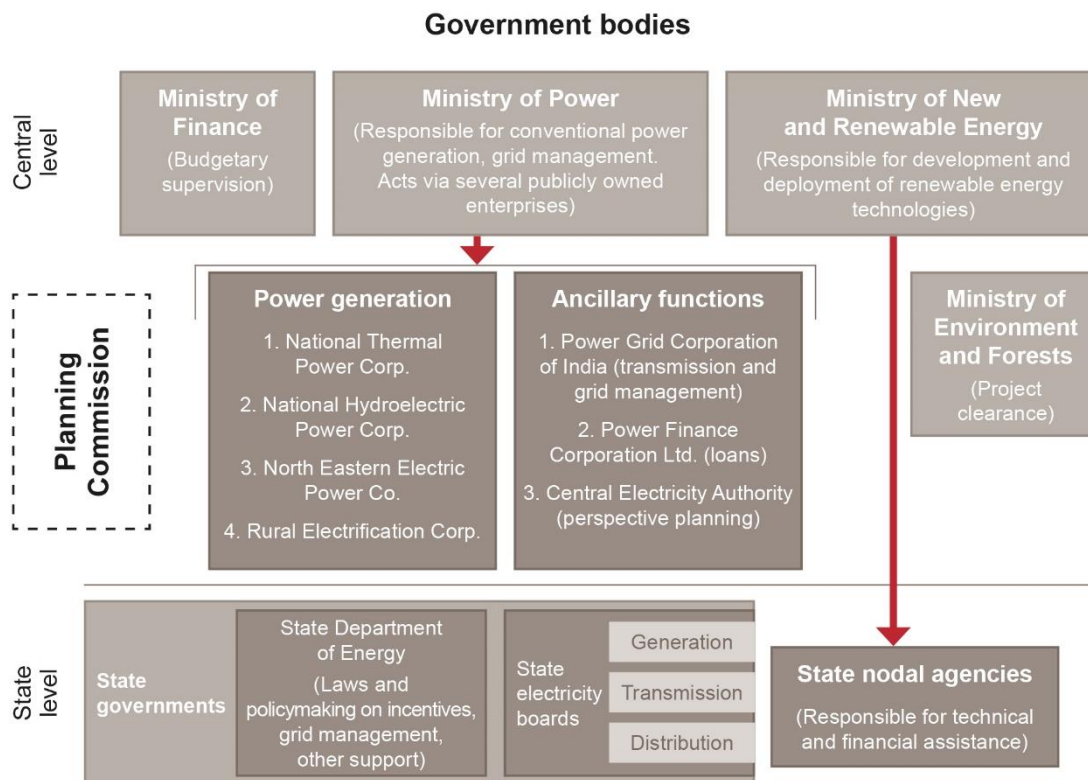 Government bodies
Central
level
Ministry of
Finance
(Budgetary
supervision)
Ministry of Power
(Responsible for conventional power
generation, grid management.
Acts via several publicly owned
enterprises)
Ministry of New
and Renewable Energy
(Responsible for development and
deployment of renewable energy
technologies)
Planning
Commission
Power generation
1. National Thermal
Power Corp.
2. National Hydroelectric
Power Corp.
3. North Eastern Electric
Power Co.
4. Rural Electrification Corp.
Ancillary functions
1. Power Grid Corporation
of India (transmission and
grid management)
2. Power Finance
Corporation Ltd. (loans)
3. Central Electricity Authority
(perspective planning)
Ministry of
Environment
and Forests
(Project
clearance)
State
level
State
governments
State Department
of Energy
(Laws and
policymaking on incentives,
grid management,
other support)
State
electricity
boards
Generation
Transmission
Distribution
State nodal agencies
(Responsible for technical
and financial assistance)